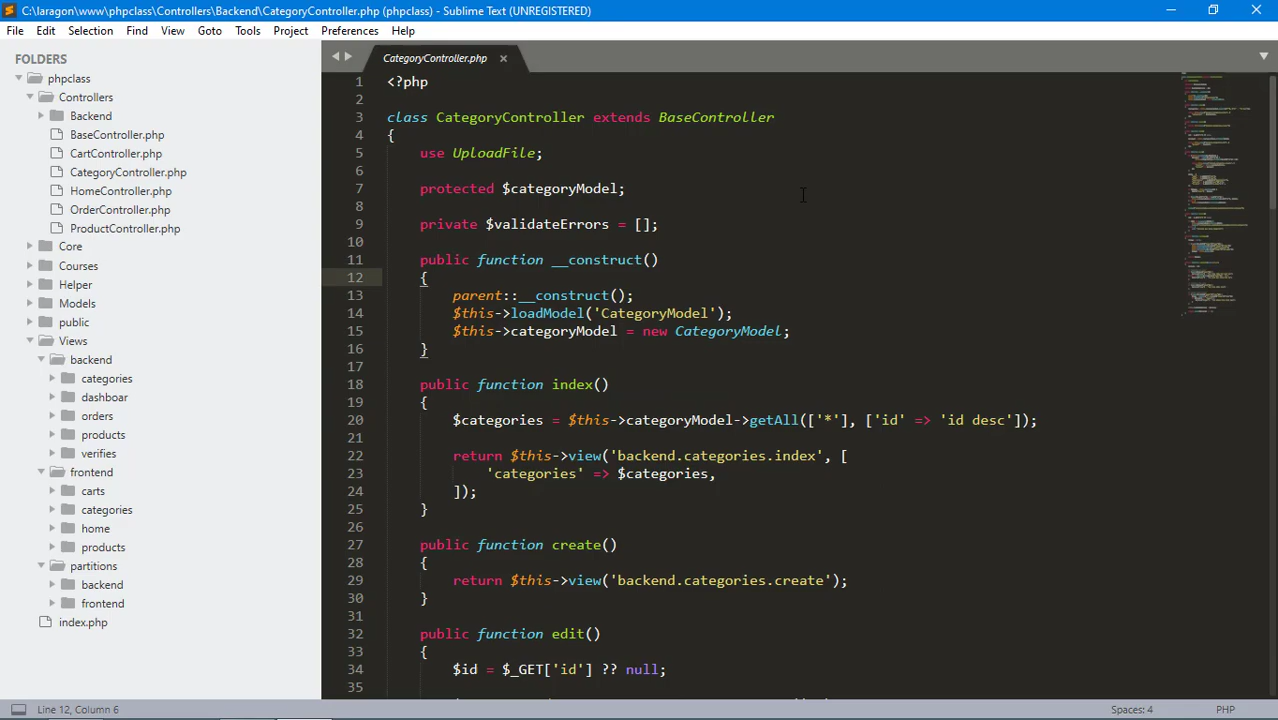 C:\laragon\www\phpclass\Controllers\Backend\CategoryController.php (phpclass) - Sublime Text (UNREGISTERED)
File Edit Selection Find View Goto Tools Project Preferences Help
FOLDERS
phpclass
Controllers
Backend
BaseController.php
CartController.php
CategoryController.php
HomeController.php
OrderController.php
ProductController.php
Core
Courses
Helper
Models
public
Views
backend
categories
dashboar
orders
products
verifies
frontend
carts
categories
home
products
partitions
backend
frontend
index.php
CategoryController.php
1 <?php
2
3 class CategoryController extends BaseController
4 {
5 use UploadFile;
6
7 protected $categoryModel;
8
9 private $validateErrors = [];
10
11 public function __construct()
12 {
13 parent::__construct();
14 $this->loadModel('CategoryModel');
15 $this->categoryModel = new CategoryModel;
16 }
17
18 public function index()
19 {
20 $categories = $this->categoryModel->getAll(['*'], ['id' => 'id desc']);
21
22 return $this->view('backend.categories.index', [
23 'categories' => $categories,
24 ]);
25 }
26
27 public function create()
28 {
29 return $this->view('backend.categories.create');
30 }
31
32 public function edit()
33 {
34 $id = $_GET['id'] ?? null;
35
Line 12, Column 6 Spaces: 4 PHP